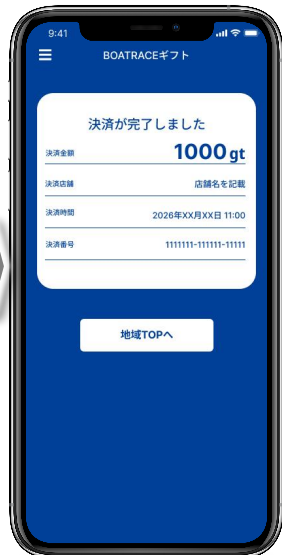 9:41
BOATRACEギフト
決済が完了しました
決済金額 1000 gt
決済店舗 店舗名を記載
決済時間 2026年XX月XX日 11:00
決済番号 1111111-111111-11111
地域TOPへ